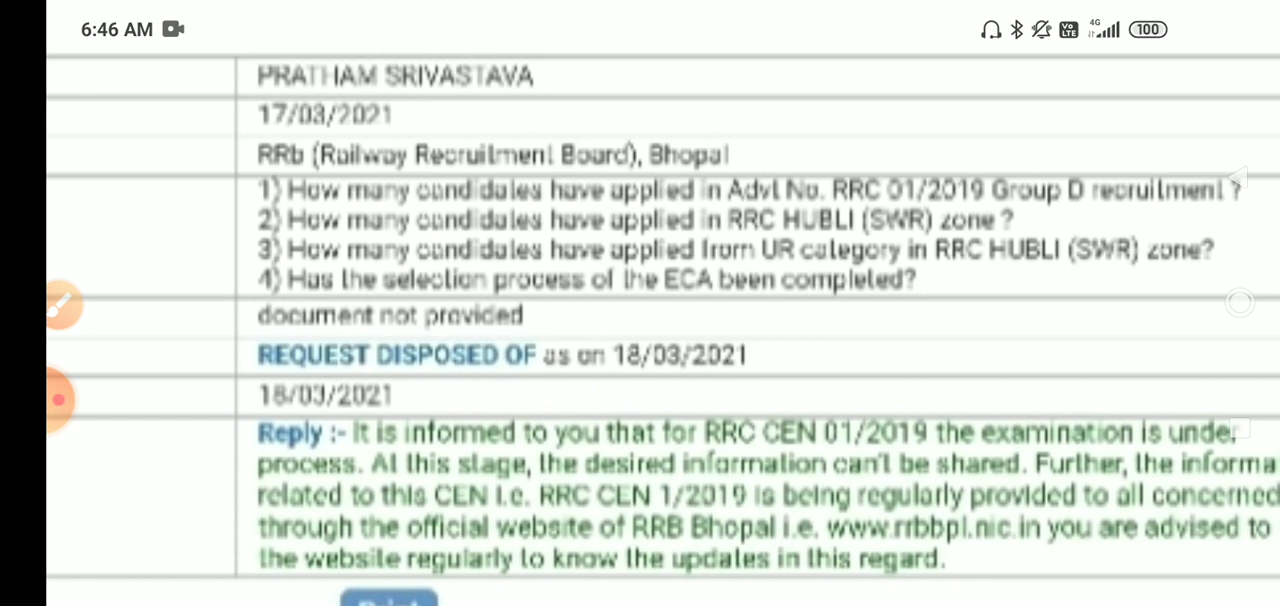 6:46 AM
4G
VO LTE
100
PRATHAM SRIVASTAVA
17/03/2021
RRb (Railway Recruitment Board), Bhopal
1) How many candidates have applied in Advt No. RRC 01/2019 Group D recruitment ?
2) How many candidates have applied in RRC HUBLI (SWR) zone ?
3) How many candidates have applied from UR category in RRC HUBLI (SWR) zone?
4) Has the selection process of the ECA been completed?
document not provided
REQUEST DISPOSED OF as on 18/03/2021
18/03/2021
Reply :- It is informed to you that for RRC CEN 01/2019 the examination is under
process. At this stage, the desired information can't be shared. Further, the informa
related to this CEN i.e. RRC CEN 1/2019 is being regularly provided to all concerned
through the official website of RRB Bhopal i.e. www.rrbbpl.nic.in you are advised to
the website regularly to know the updates in this regard.
Print